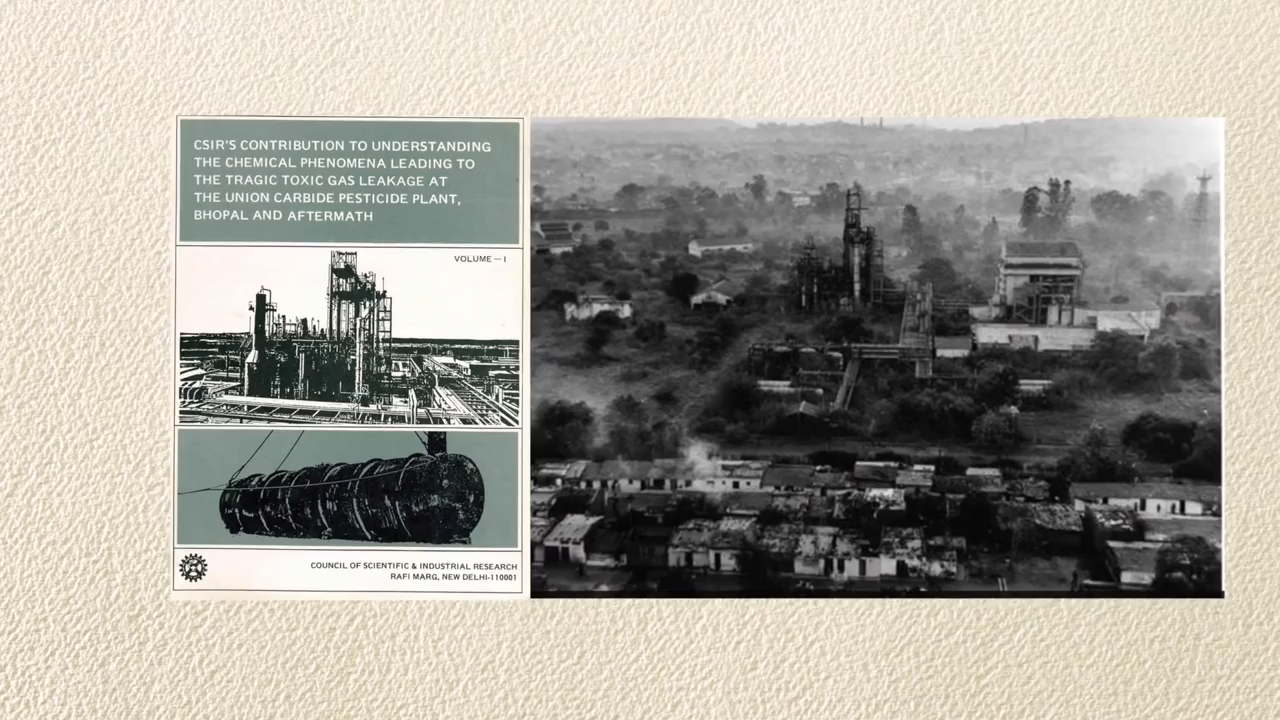 CSIR'S CONTRIBUTION TO UNDERSTANDING
THE CHEMICAL PHENOMENA LEADING TO
THE TRAGIC TOXIC GAS LEAKAGE AT
THE UNION CARBIDE PESTICIDE PLANT,
BHOPAL AND AFTERMATH
VOLUME — I
COUNCIL OF SCIENTIFIC & INDUSTRIAL RESEARCH
RAFI MARG, NEW DELHI-110001